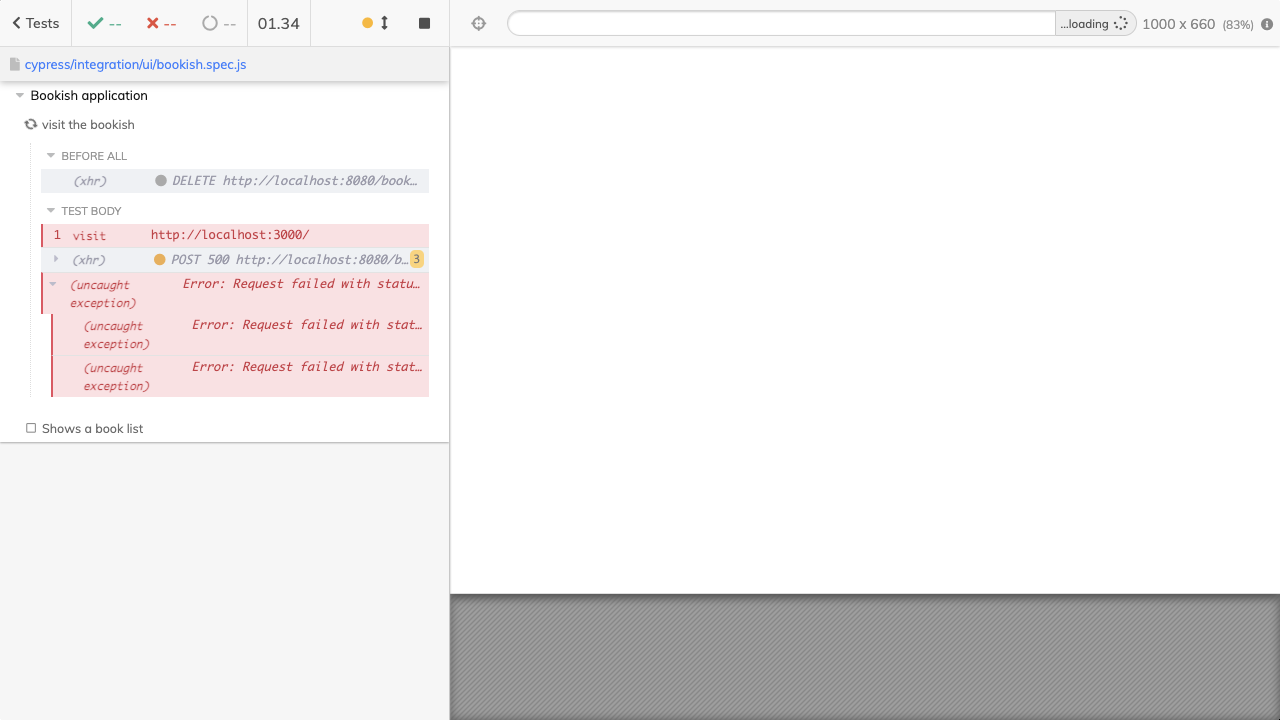 Tests -- -- -- 01.34 ...loading 1000 x 660 (83%)
cypress/integration/ui/bookish.spec.js
Bookish application
visit the bookish
BEFORE ALL
(xhr) DELETE http://localhost:8080/book…
TEST BODY
1 visit http://localhost:3000/
(xhr) POST 500 http://localhost:8080/b… 3
(uncaught Error: Request failed with statu…
exception)
(uncaught Error: Request failed with stat…
exception)
(uncaught Error: Request failed with stat…
exception)
Shows a book list